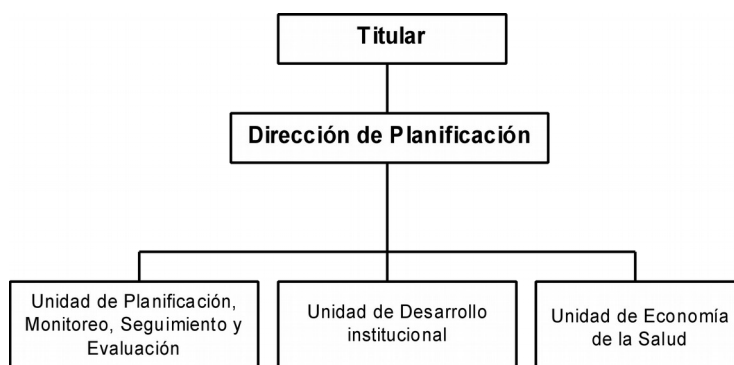 Titular
Dirección de Planificación
Unidad de Planificación,
Monitoreo, Seguimiento y
Evaluación
Unidad de Desarrollo
institucional
Unidad de Economía
de la Salud